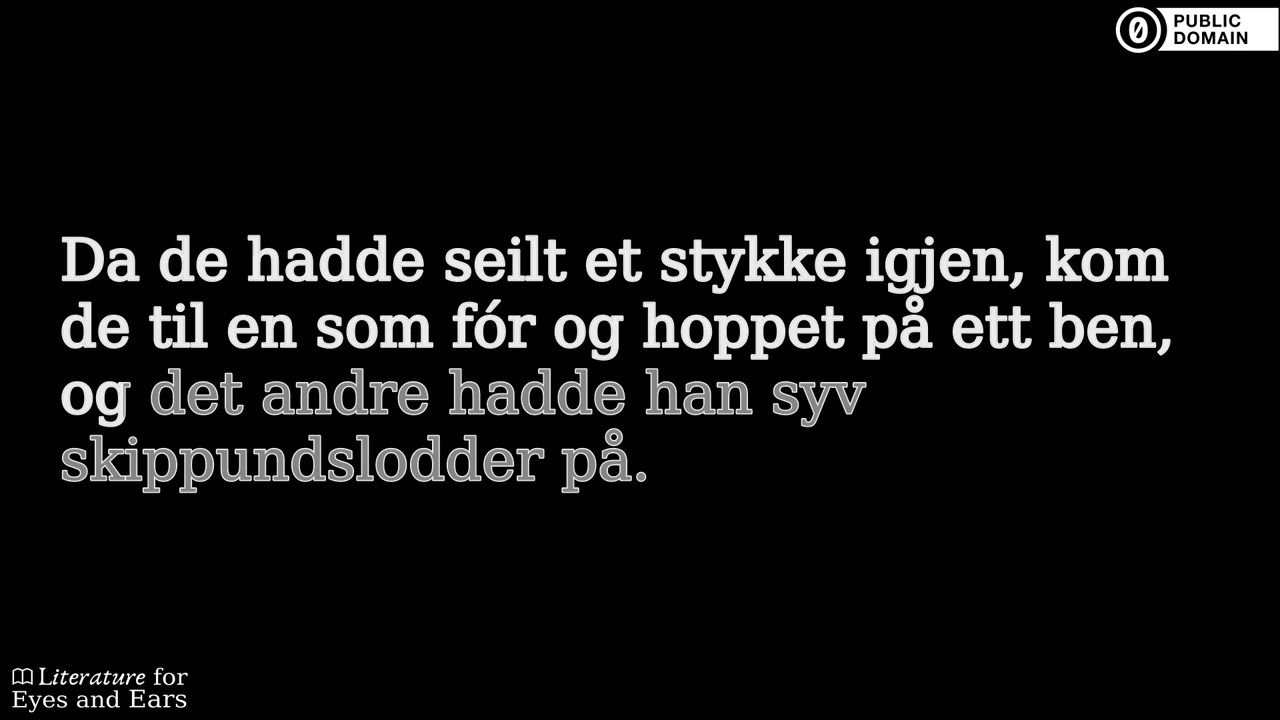 PUBLIC
DOMAIN
Da de hadde seilt et stykke igjen, kom
de til en som fór og hoppet på ett ben,
og det andre hadde han syv
skippundslodder på.
Literature for
Eyes and Ears